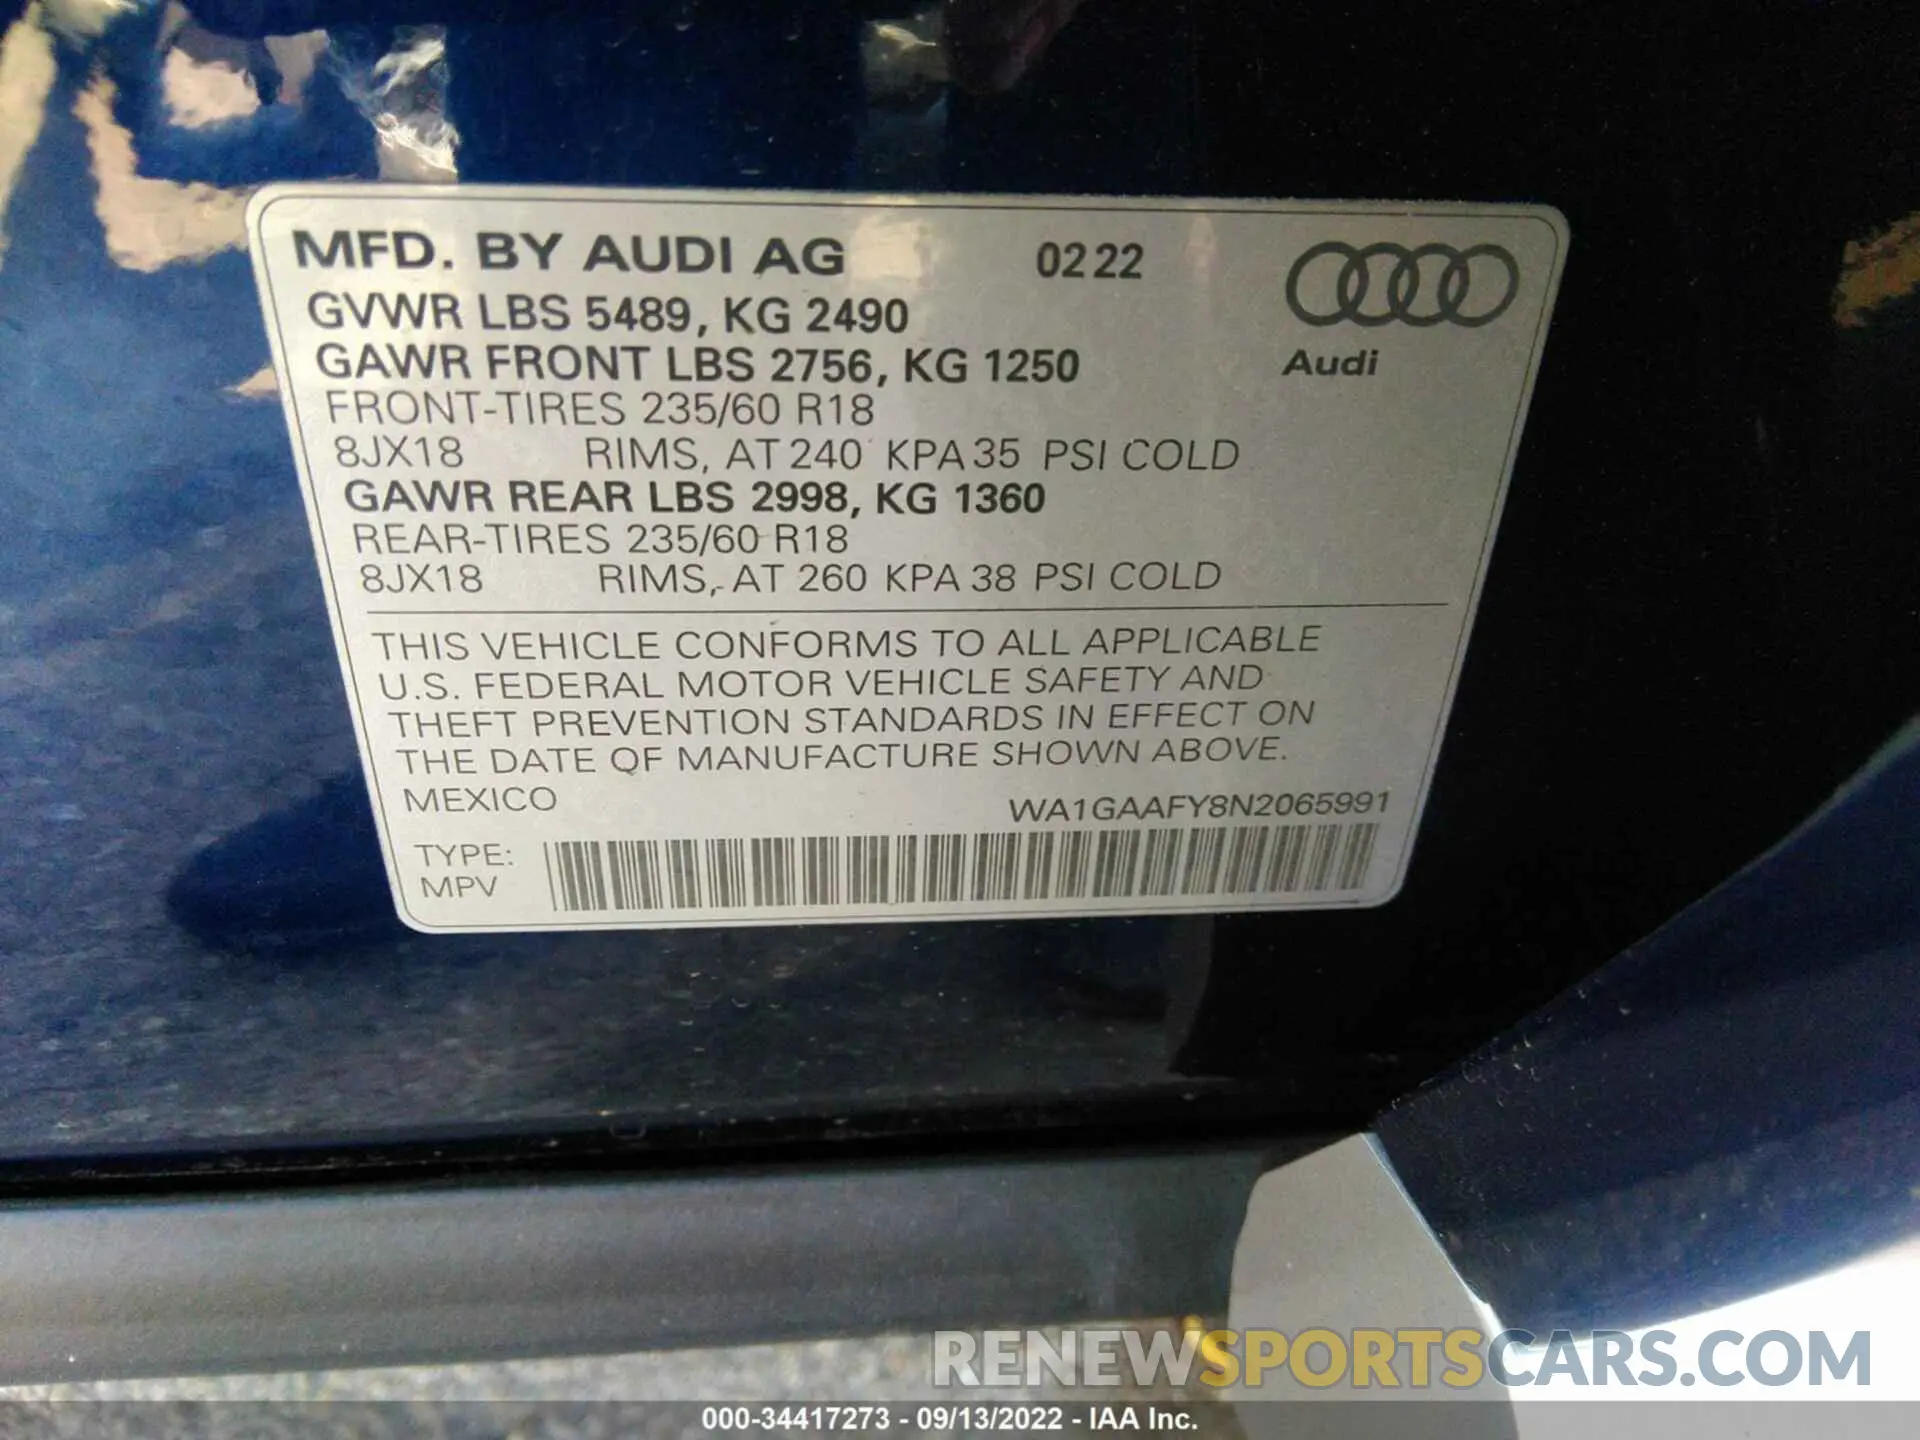 MFD. BY AUDI AG 02 22
GVWR LBS 5489, KG 2490
GAWR FRONT LBS 2756, KG 1250
Audi
FRONT-TIRES 235/60 R18
8JX18 RIMS, AT 240 KPA 35 PSI COLD
GAWR REAR LBS 2998, KG 1360
REAR-TIRES 235/60 R18
8JX18 RIMS, AT 260 KPA 38 PSI COLD
THIS VEHICLE CONFORMS TO ALL APPLICABLE
U.S. FEDERAL MOTOR VEHICLE SAFETY AND
THEFT PREVENTION STANDARDS IN EFFECT ON
THE DATE OF MANUFACTURE SHOWN ABOVE.
MEXICO WA1GAAFY8N2065991
TYPE:
MPV
RENEWSPORTSCARS.COM
000-34417273 - 09/13/2022 - IAA Inc.